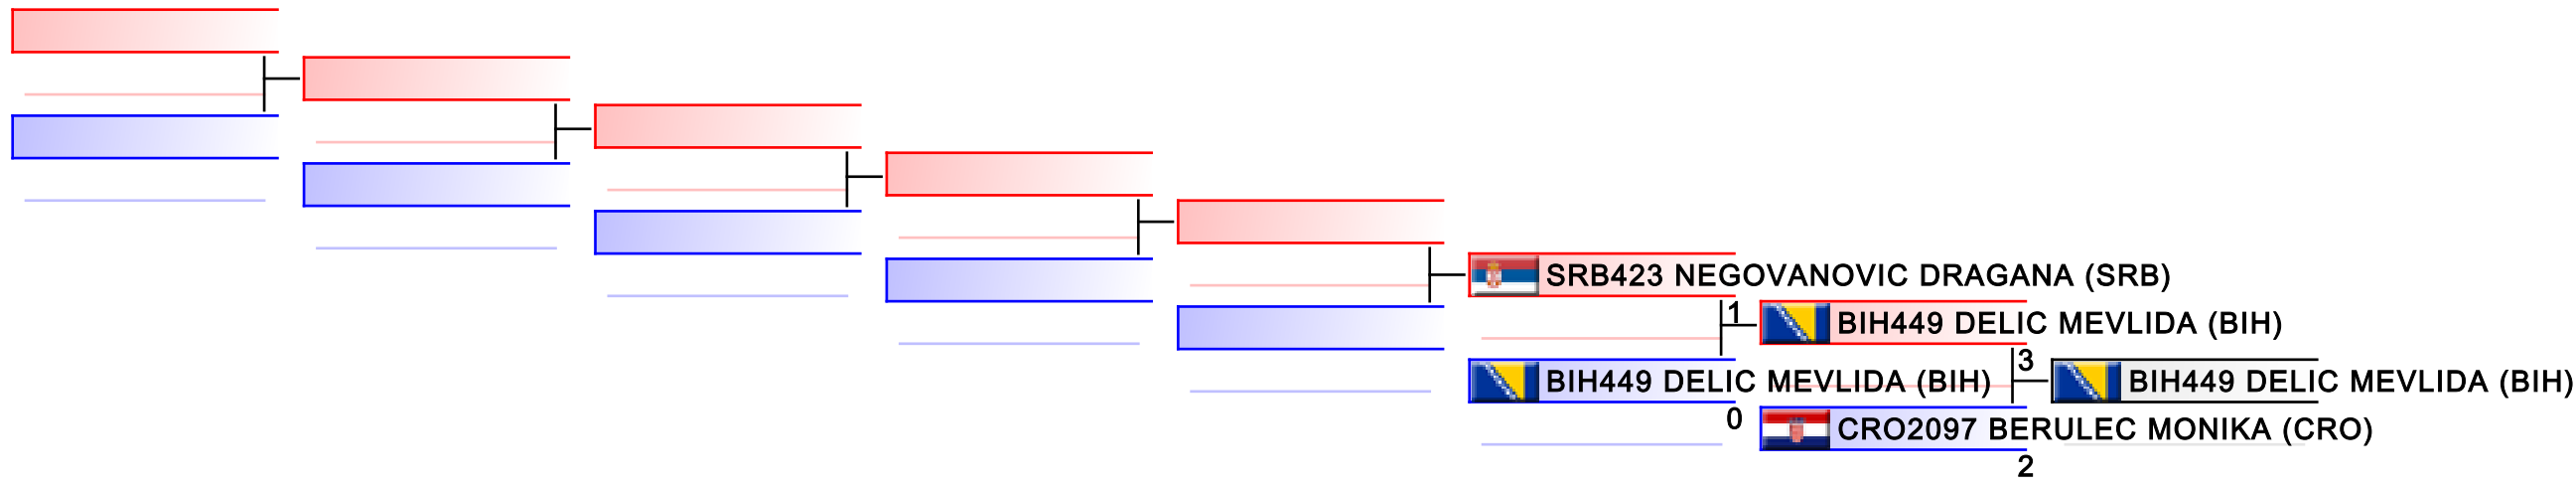 SRB423 NEGOVANOVIC DRAGANA (SRB)
1
BIH449 DELIC MEVLIDA (BIH)
3
BIH449 DELIC MEVLIDA (BIH)
BIH449 DELIC MEVLIDA (BIH)
0
CRO2097 BERULEC MONIKA (CRO)
2